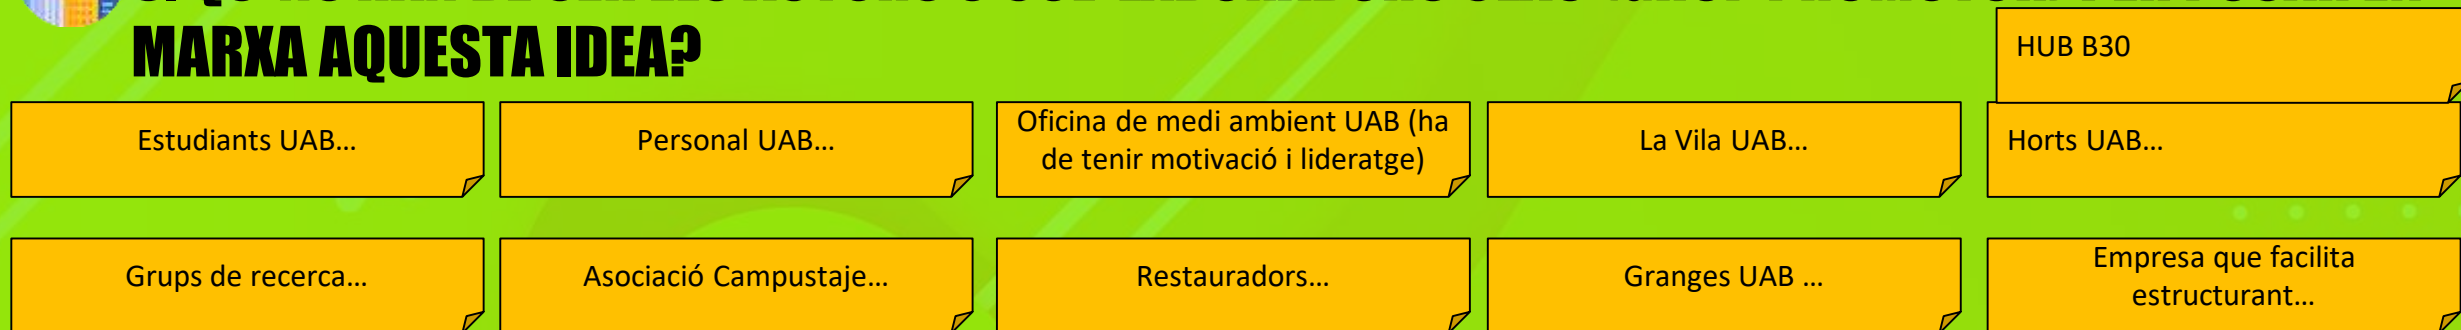 MARXA AQUESTA IDEA?
HUB B30
Estudiants UAB...
Personal UAB...
Oficina de medi ambient UAB (ha
de tenir motivació i lideratge)
La Vila UAB...
Horts UAB...
Grups de recerca...
Asociació Campustaje...
Restauradors...
Granges UAB ...
Empresa que facilita
estructurant...